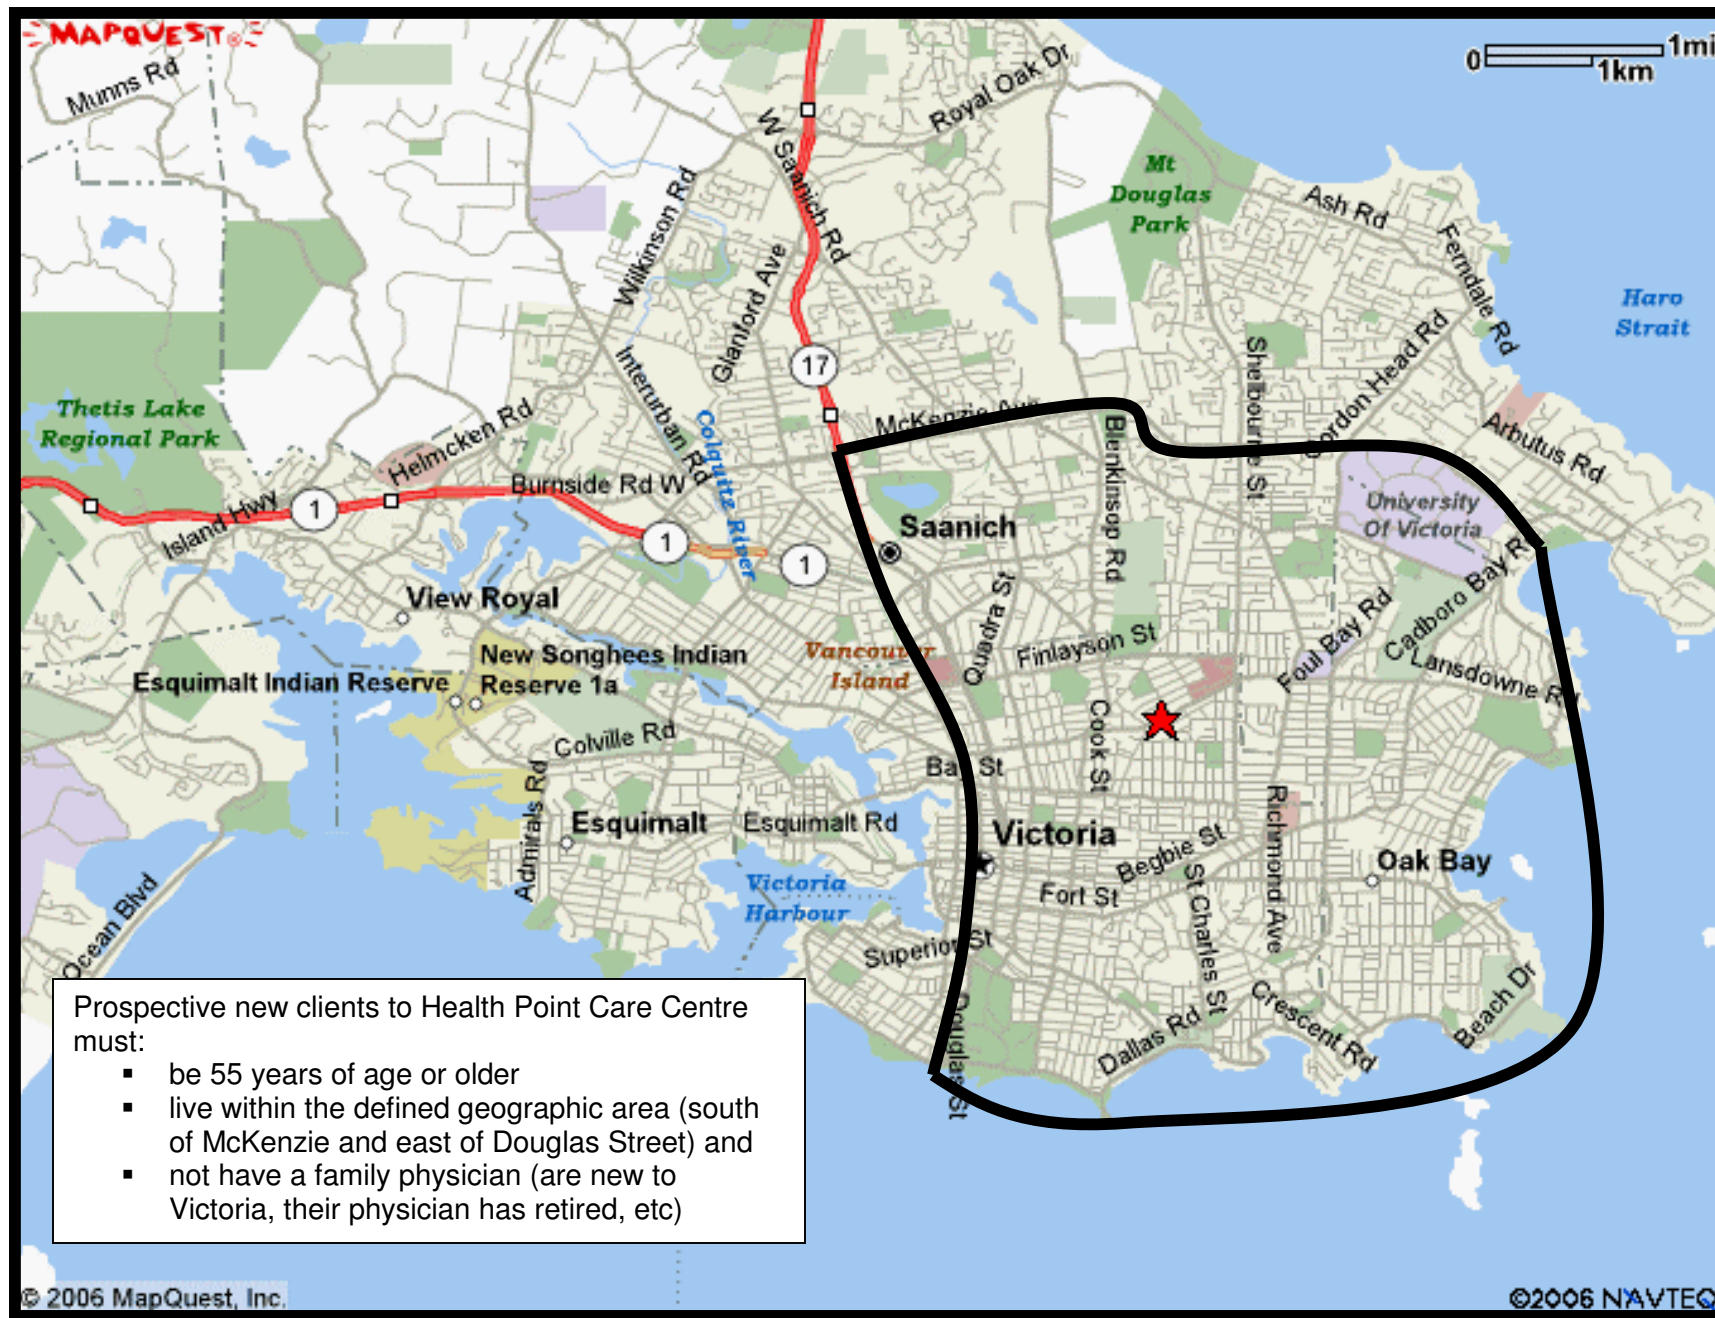 MAPQUEST®
0 1mi
1km
Munns Rd
Royal Oak Dr
W Saanich Rd
Mt
Douglas
Park
Ash Rd
Wilkinson Rd
Ferndale Rd
Haro
Strait
Glanford Ave
17
Interurban Rd
Shelbourne St
Gordon Head Rd
Thetis Lake
Regional Park
McKenzie Ave
Helmcken Rd
Colquitz River
Blenkinsop Rd
Arbutus Rd
Burnside Rd W
Island Hwy
1
1
1
University
Of Victoria
Saanich
View Royal
Quadra St
Cadboro Bay Rd
Foul Bay Rd
Finlayson St
Vancouver
Island
New Songhees Indian
Reserve 1a
Esquimalt Indian Reserve
Lansdowne Rd
Colville Rd
Cook St
Bay St
Admirals Rd
Esquimalt
Esquimalt Rd
Victoria
Richmond Ave
Begbie St
Oak Bay
Victoria
Harbour
Fort St
St Charles St
Ocean Blvd
Superior St
Douglas St
Dallas Rd
Crescent Rd
Beach Dr
Prospective new clients to Health Point Care Centre
must:
▪ be 55 years of age or older
▪ live within the defined geographic area (south
of McKenzie and east of Douglas Street) and
▪ not have a family physician (are new to
Victoria, their physician has retired, etc)
© 2006 MapQuest, Inc.
©2006 NAVTEQ